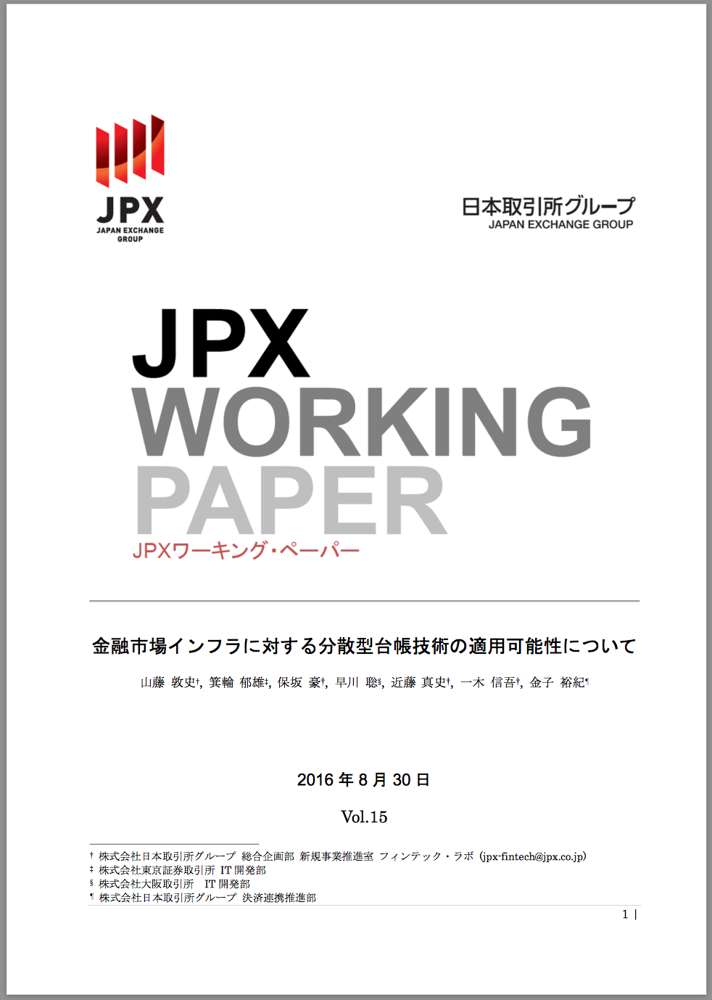 JPX
JAPAN EXCHANGE
GROUP
日本取引所グループ
JAPAN EXCHANGE GROUP
JPX
WORKING
PAPER
JPXワーキング・ペーパー
金融市場インフラに対する分散型台帳技術の適用可能性について
山藤 敦史†, 箕輪 郁雄‡, 保坂 豪†, 早川 聡§, 近藤 真史†, 一木 信吾†, 金子 裕紀¶
2016 年 8 月 30 日
Vol.15
† 株式会社日本取引所グループ 総合企画部 新規事業推進室 フィンテック・ラボ (jpx-fintech@jpx.co.jp)
‡ 株式会社東京証券取引所 IT 開発部
§ 株式会社大阪取引所　IT 開発部
¶ 株式会社日本取引所グループ 決済連携推進部
1 |